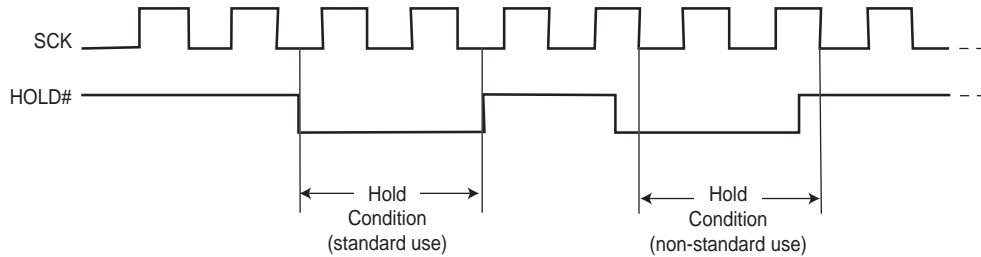 SCK
HOLD#
Hold
Condition
(standard use)
Hold
Condition
(non-standard use)